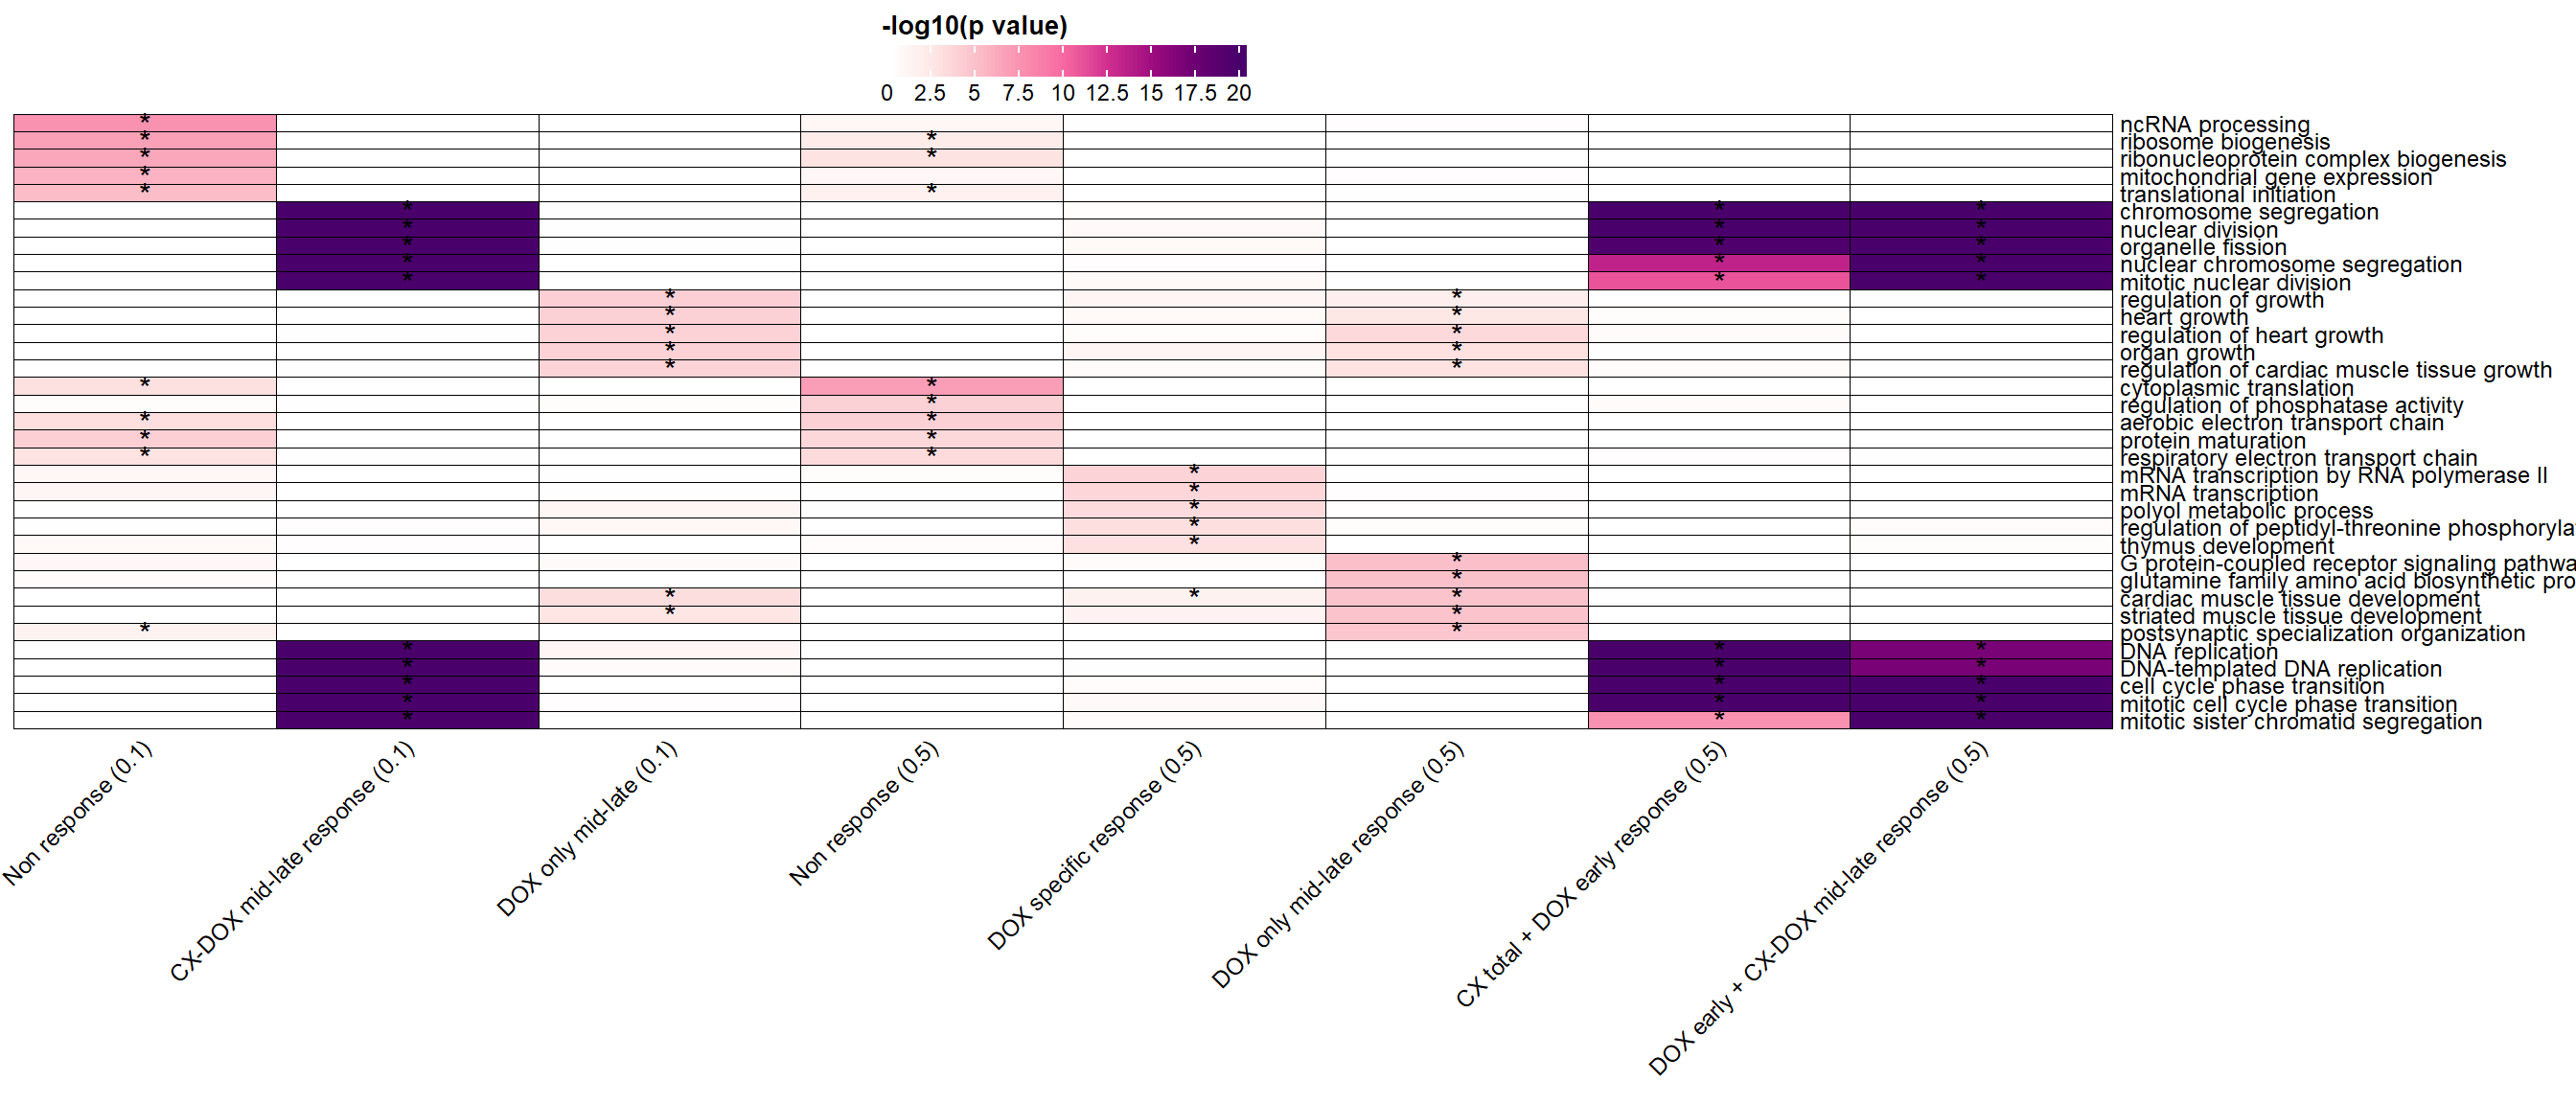 -log10(p value)
0 2.5 5 7.5 10 12.5 15 17.5 20
* ncRNA processing
* * ribosome biogenesis
* * ribonucleoprotein complex biogenesis
* mitochondrial gene expression
* * translational initiation
* * * chromosome segregation
* * * nuclear division
* * * organelle fission
* * * nuclear chromosome segregation
* * * mitotic nuclear division
* * regulation of growth
* * heart growth
* * regulation of heart growth
* * organ growth
* * regulation of cardiac muscle tissue growth
* * cytoplasmic translation
* regulation of phosphatase activity
* * aerobic electron transport chain
* * protein maturation
* * respiratory electron transport chain
* mRNA transcription by RNA polymerase II
* mRNA transcription
* polyol metabolic process
* regulation of peptidyl-threonine phosphoryla
* thymus development
* G protein-coupled receptor signaling pathwa
* glutamine family amino acid biosynthetic pro
* * * cardiac muscle tissue development
* * striated muscle tissue development
* * postsynaptic specialization organization
* * * DNA replication
* * * DNA-templated DNA replication
* * * cell cycle phase transition
* * * mitotic cell cycle phase transition
* * * mitotic sister chromatid segregation
Non response (0.1)
CX-DOX mid-late response (0.1)
DOX only mid-late (0.1)
Non response (0.5)
DOX specific response (0.5)
DOX only mid-late response (0.5)
CX total + DOX early response (0.5)
DOX early + CX-DOX mid-late response (0.5)